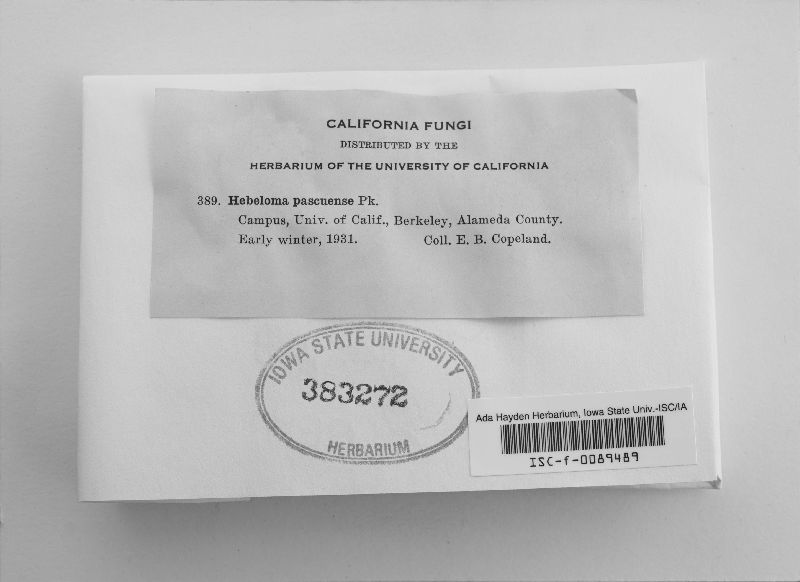 CALIFORNIA FUNGI
DISTRIBUTED BY THE
HERBARIUM OF THE UNIVERSITY OF CALIFORNIA
389. Hebeloma pascuense Pk.
Campus, Univ. of Calif., Berkeley, Alameda County.
Early winter, 1931. Coll. E. B. Copeland.
IOWA STATE UNIVERSITY
383272
HERBARIUM
Ada Hayden Herbarium, Iowa State Univ.-ISC/IA
ISC-f-0089489